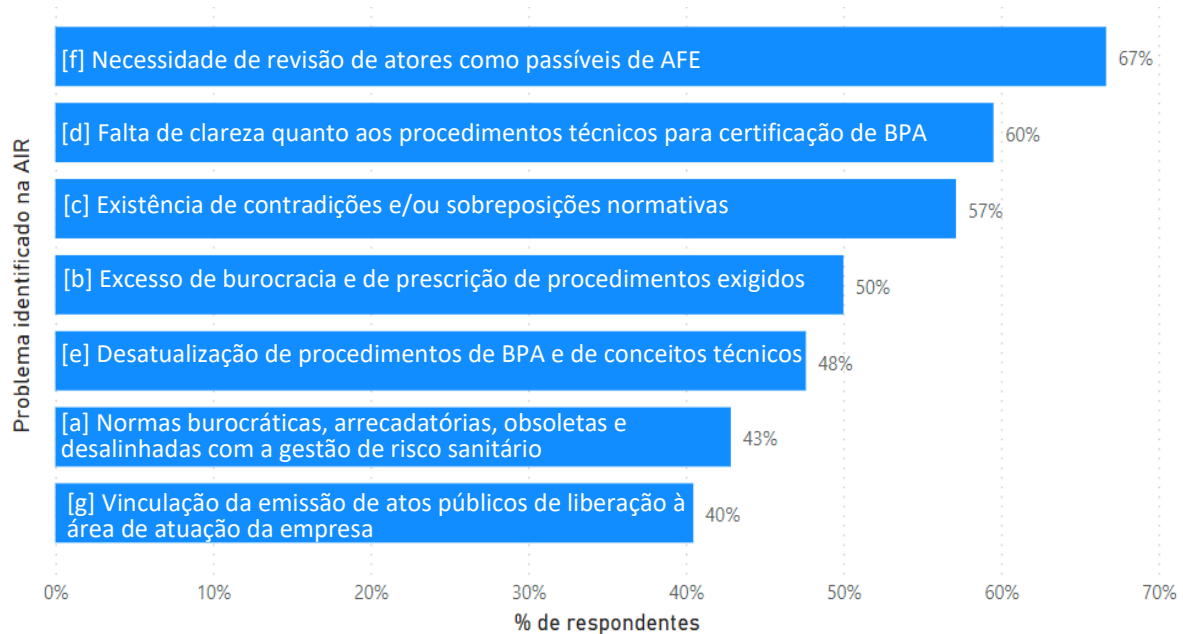 [f] Necessidade de revisão de atores como passíveis de AFE
67%
[d] Falta de clareza quanto aos procedimentos técnicos para certificação de BPA
60%
[c] Existência de contradições e/ou sobreposições normativas
57%
[b] Excesso de burocracia e de prescrição de procedimentos exigidos
50%
[e] Desatualização de procedimentos de BPA e de conceitos técnicos
48%
[a] Normas burocráticas, arrecadatórias, obsoletas e
desalinhadas com a gestão de risco sanitário
43%
[g] Vinculação da emissão de atos públicos de liberação à
área de atuação da empresa
40%
Problema identificado na AIR
0% 10% 20% 30% 40% 50% 60% 70%
% de respondentes